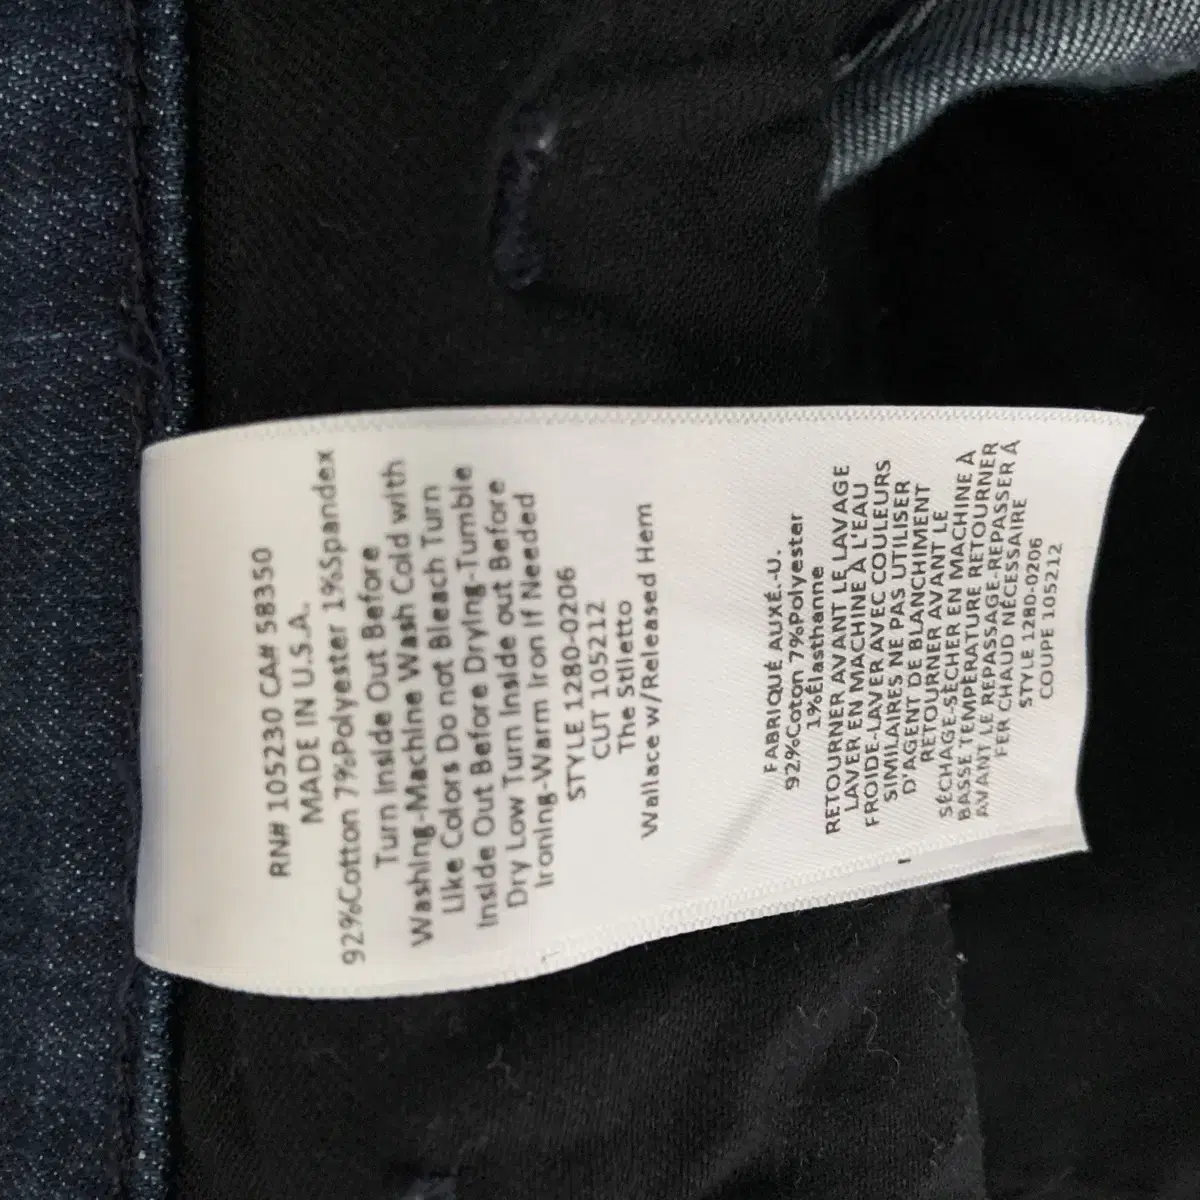 RN# 105230 CA# 58350
MADE IN U.S.A.
92%Cotton 7%Polyester 1%Spandex
Turn Inside Out Before
Washing-Machine Wash Cold with
Like Colors Do not Bleach Turn
Inside Out Before Drying-Tumble
Dry Low Turn Inside out Before
Ironing-Warm Iron if Needed
STYLE 1280-0206
CUT 105212
The Stiletto
Wallace w/Released Hem
FABRIQUÉ AUXÉ.-U.
92%Coton 7%Polyester
1%Élasthanne
RETOURNER AVANT LE LAVAGE
LAVER EN MACHINE À L'EAU
FROIDE-LAVER AVEC COULEURS
SIMILAIRES NE PAS UTILISER
D'AGENT DE BLANCHIMENT
RETOURNER AVANT LE
SÉCHAGE-SÉCHER EN MACHINE À
BASSE TEMPÉRATURE RETOURNER
AVANT LE REPASSAGE-REPASSER Á
FER CHAUD NÉCESSAIRE
STYLE 1280-0206
COUPE 105212